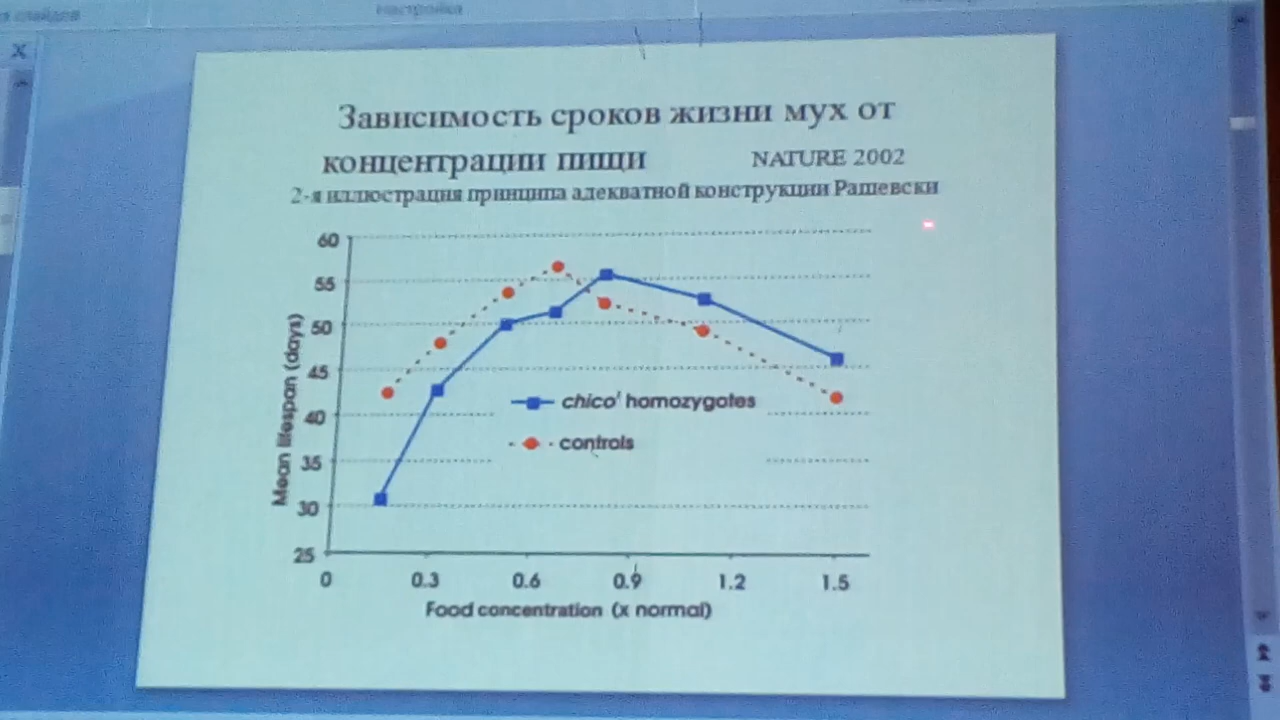 настройка
X
Зависимость сроков жизни мух от
концентрации пищи NATURE 2002
2-я иллюстрация принципа адекватной конструкции Рашевски
60
55
50
45
40
35
30
25
Mean lifespan (days)
chico¹ homozygotes
controls
0 0.3 0.6 0.9 1.2 1.5
Food concentration (x normal)